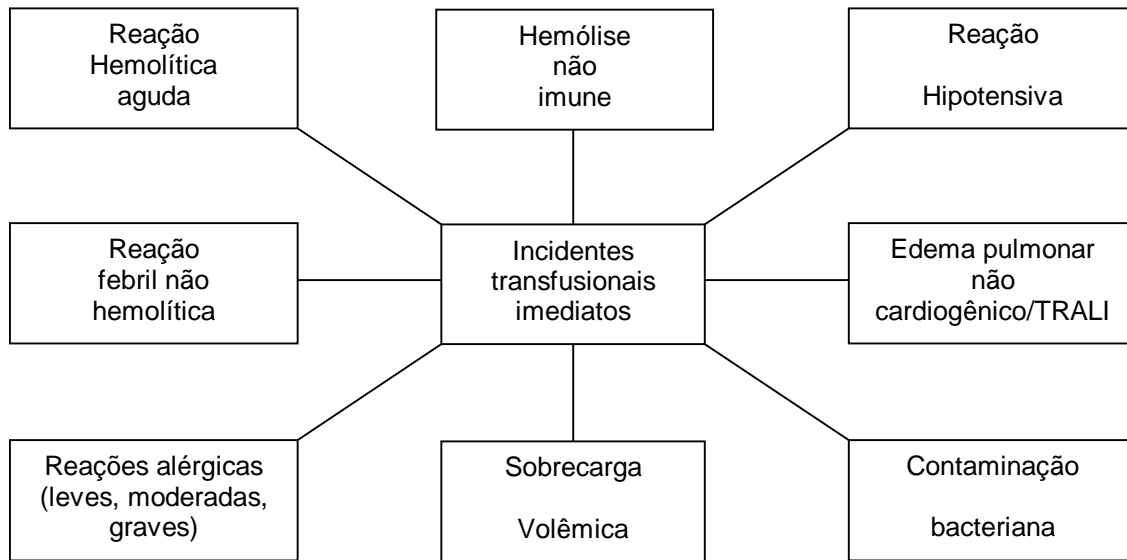 Reação
Hemolítica
aguda
Hemólise
não
imune
Reação
Hipotensiva
Reação
febril não
hemolítica
Incidentes
transfusionais
imediatos
Edema pulmonar
não
cardiogênico/TRALI
Reações alérgicas
(leves, moderadas,
graves)
Sobrecarga
Volêmica
Contaminação
bacteriana